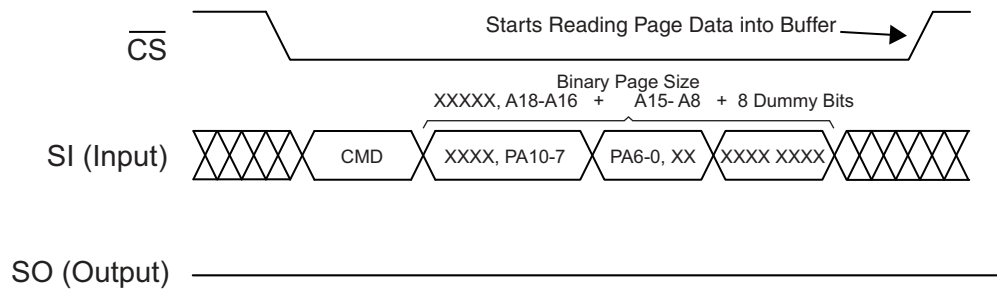 Starts Reading Page Data into Buffer
CS
Binary Page Size
XXXXX, A18-A16 + A15- A8 + 8 Dummy Bits
SI (Input) CMD XXXX, PA10-7 PA6-0, XX XXXX XXXX
SO (Output)